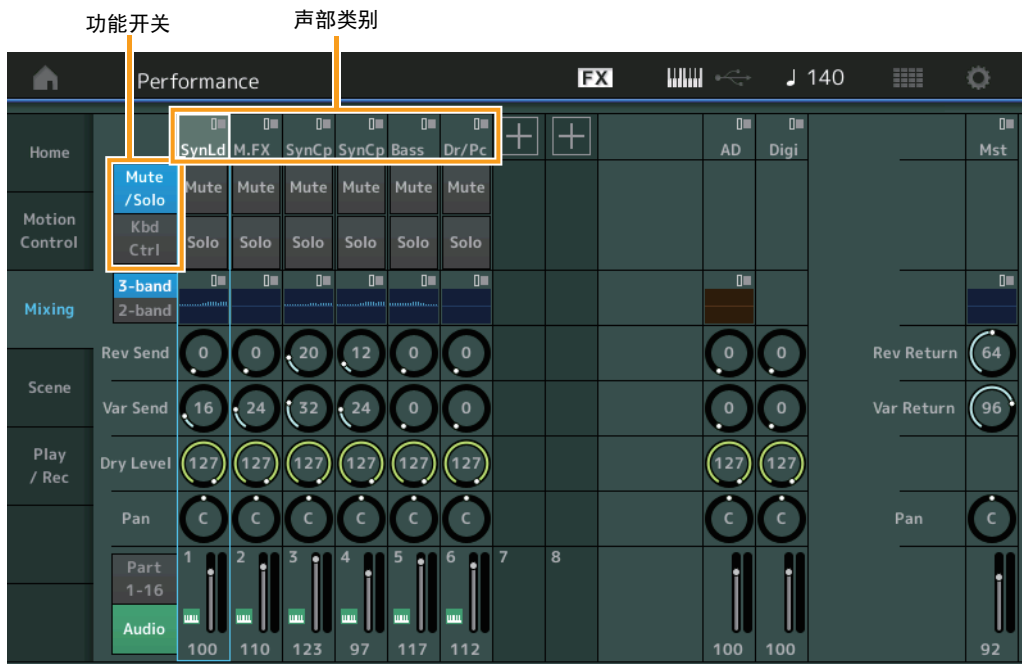 功能开关 声部类别
Performance FX 140
Home SynLd M.FX SynCp SynCp Bass Dr/Pc AD Digi Mst
Mute
/Solo
Mute Mute Mute Mute Mute Mute
Motion
Control
Kbd
Ctrl
Solo Solo Solo Solo Solo Solo
Mixing
3-band
2-band
Rev Send 0 0 20 12 0 0 0 0 Rev Return 64
Scene
Var Send 16 24 32 24 0 0 0 0 Var Return 96
Play
/ Rec
Dry Level 127 127 127 127 127 127 127 127
Pan C C C C C C C C Pan C
Part
1-16
1 2 3 4 5 6 7 8
Audio
100 110 123 97 117 112 100 100 92